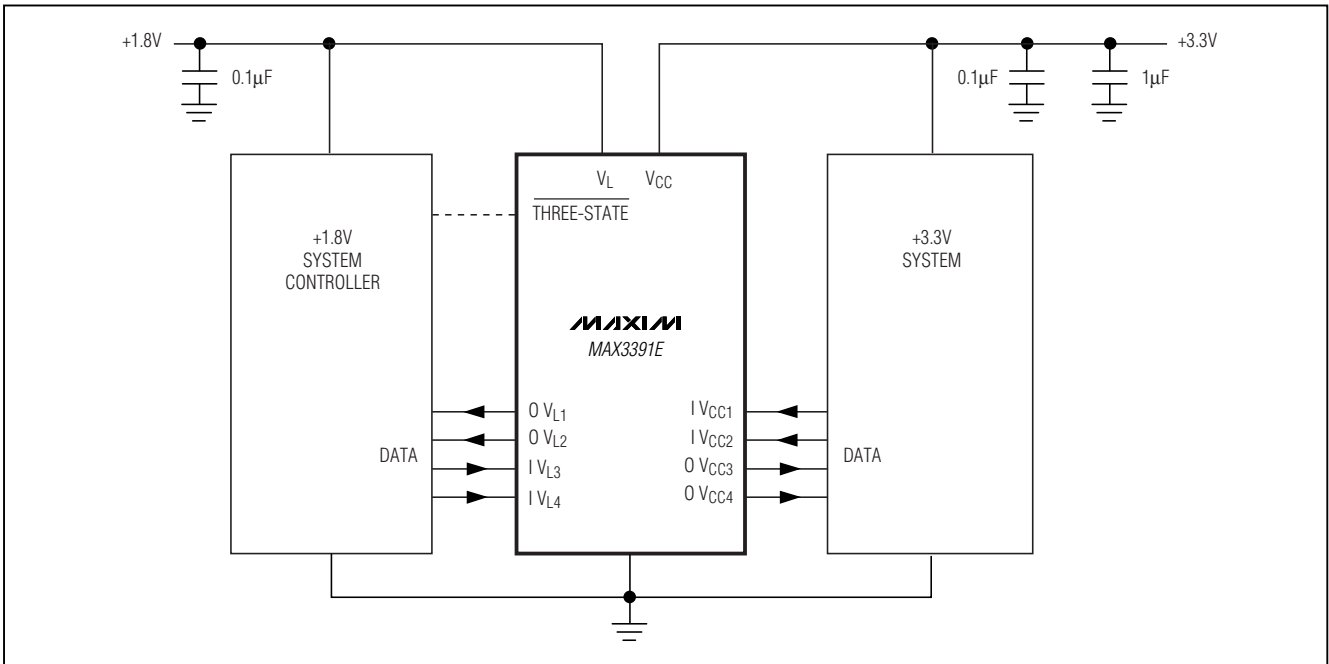 +1.8V
+3.3V
0.1μF
0.1μF
1μF
VL
VCC
THREE-STATE
+1.8V
SYSTEM
CONTROLLER
+3.3V
SYSTEM
MAXIM
MAX3391E
O VL1
O VL2
I VL3
I VL4
DATA
I VCC1
I VCC2
O VCC3
O VCC4
DATA